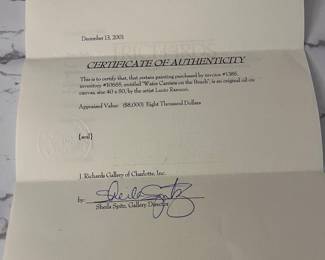 December 13, 2001
CERTIFICATE OF AUTHENTICITY
This is to certify, that, that certain painting purchased by invoice #1385,
inventory #10655, entitled "Water Carriers on the Beach", is an original oil on
canvas, size 40 x 50, by the artist Lucio Ranucci.
Appraised Value: ($8,000) Eight Thousand Dollars
[seal]
J. Richards Gallery of Charlotte, Inc.
by:
Sheila Spitz, Gallery Director